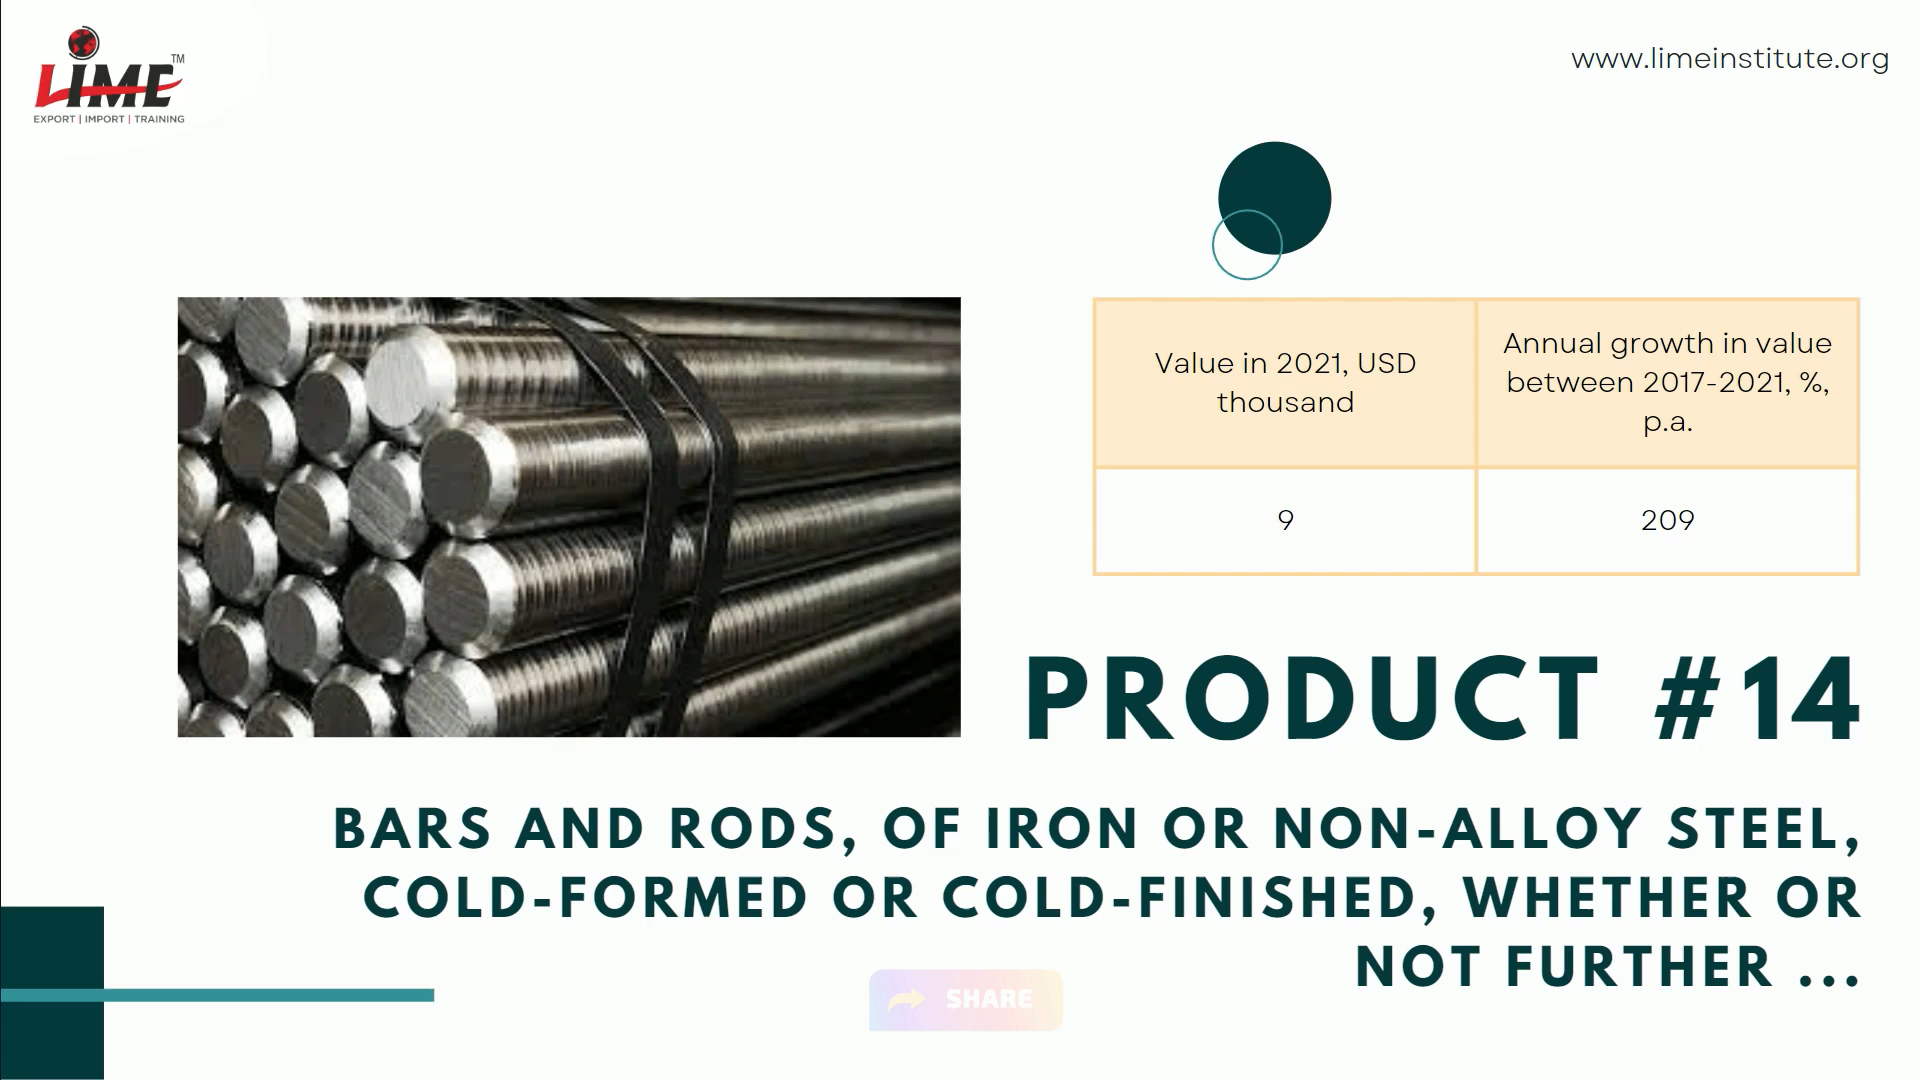 LIME™
EXPORT | IMPORT | TRAINING
www.limeinstitute.org
Value in 2021, USD
thousand
Annual growth in value
between 2017-2021, %,
p.a.
9
209
PRODUCT #14
BARS AND RODS, OF IRON OR NON-ALLOY STEEL,
COLD-FORMED OR COLD-FINISHED, WHETHER OR
NOT FURTHER ...
SHARE